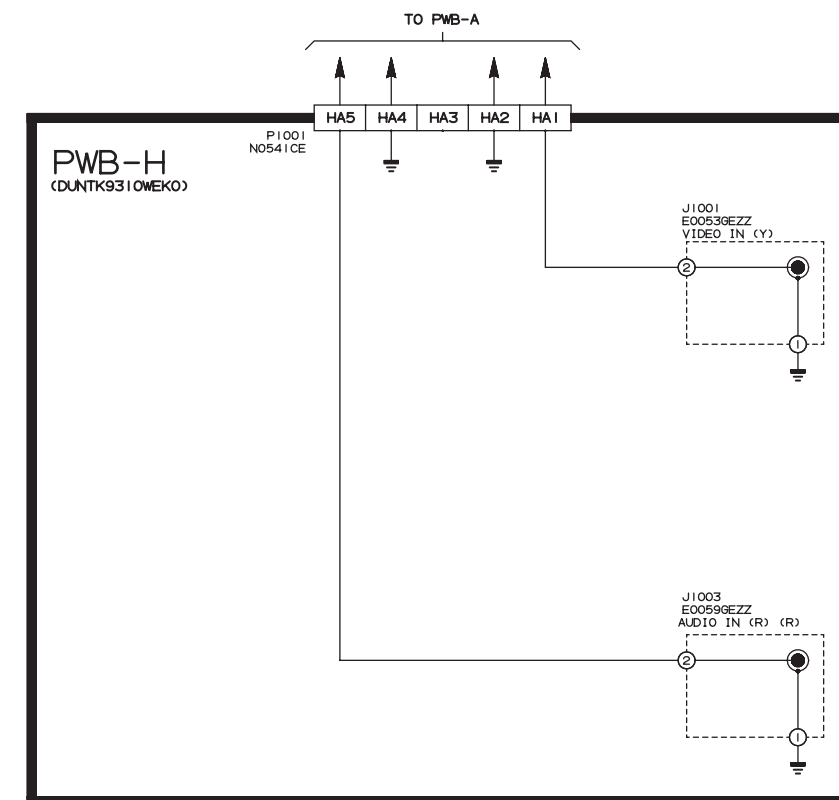 TO PWB-A
HA5 HA4 HA3 HA2 HA1
P1001
N0541CE
PWB-H
(DUNTK9310WEK0)
J1001
E0053GEZZ
VIDEO IN (Y)
2
1
J1003
E0059GEZZ
AUDIO IN (R) (R)
2
1